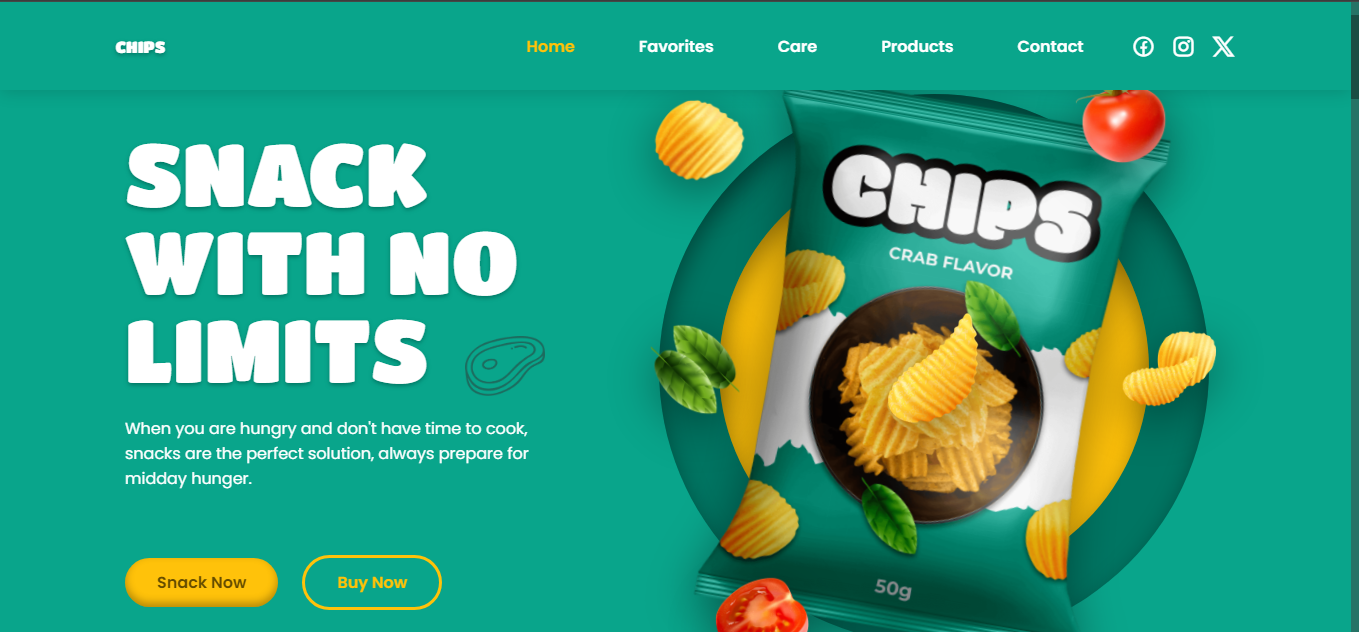 CHIPS
Home
Favorites
Care
Products
Contact
SNACK
WITH NO
LIMITS
When you are hungry and don't have time to cook,
snacks are the perfect solution, always prepare for
midday hunger.
Snack Now
Buy Now
CHIPS
CRAB FLAVOR
50g